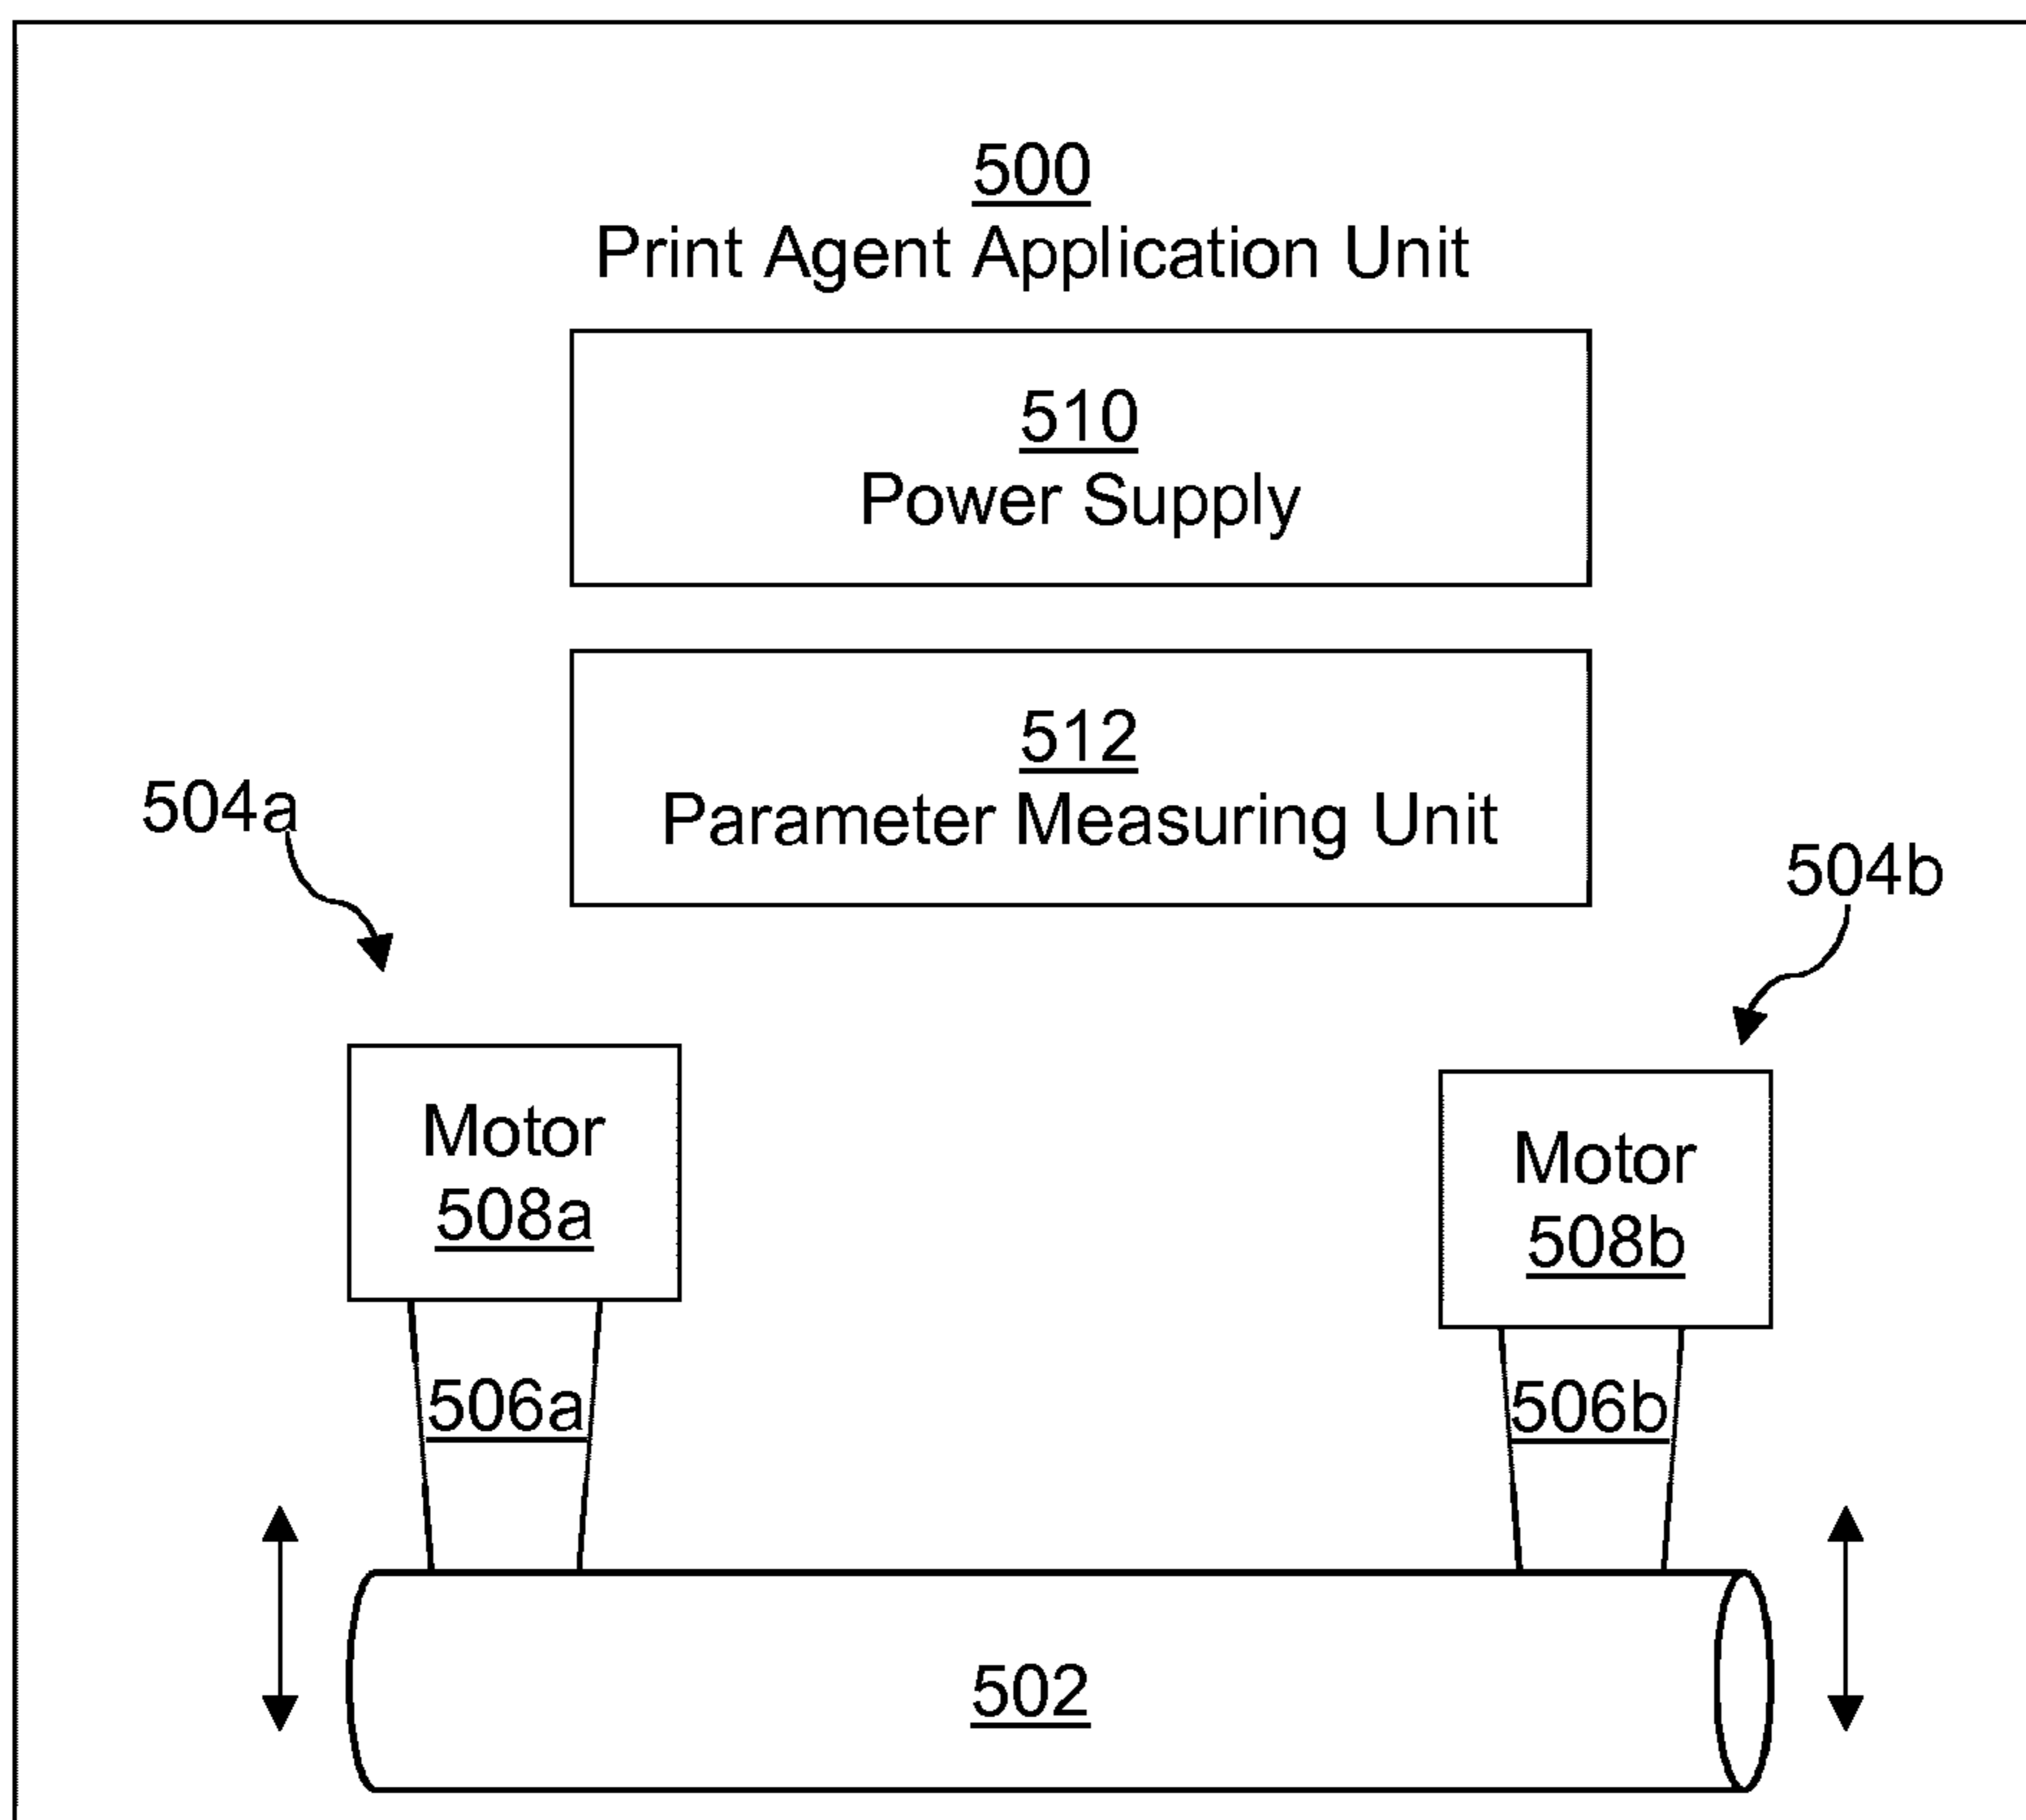 500
Print Agent Application Unit
510
Power Supply
512
Parameter Measuring Unit
504a
504b
Motor
508a
Motor
508b
506a
506b
502